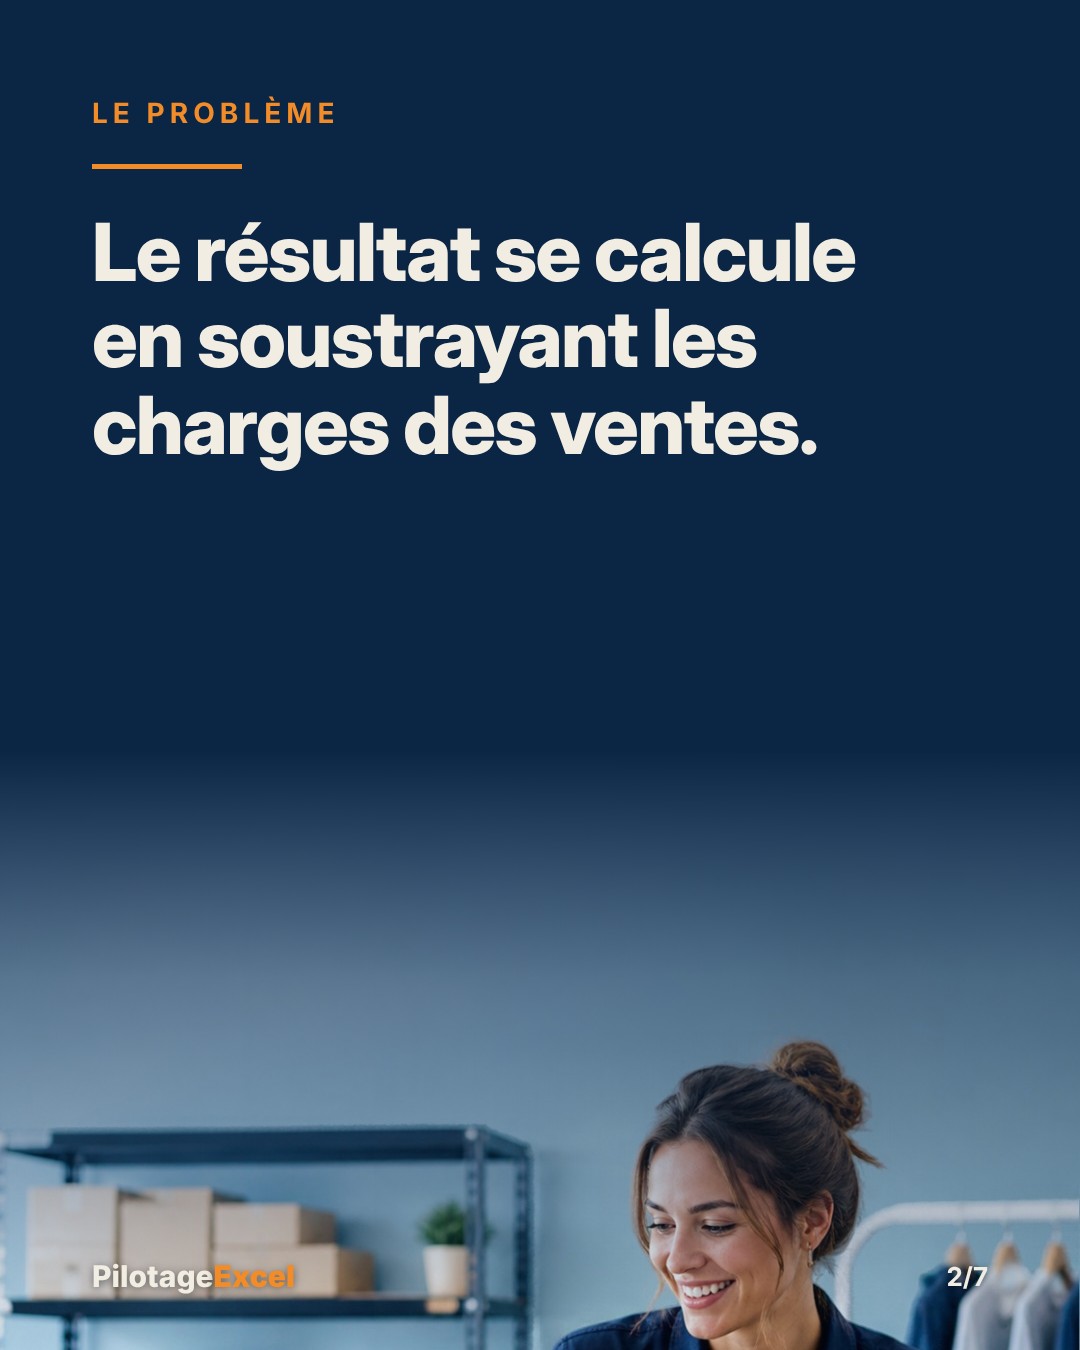 LE PROBLÈME
Le résultat se calcule
en soustrayant les
charges des ventes.
PilotageExcel
2/7